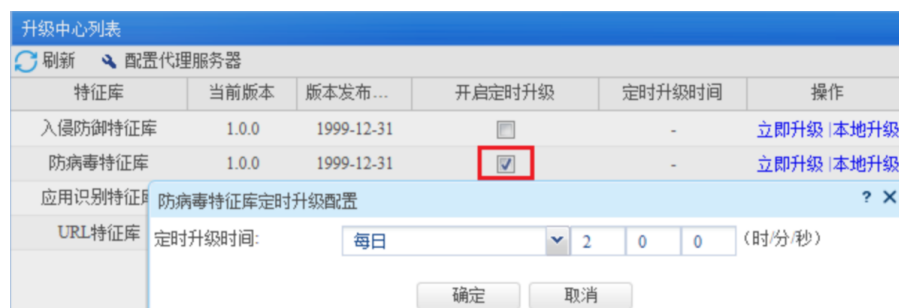 升级中心列表
刷新 配置代理服务器
特征库 当前版本 版本发布... 开启定时升级 定时升级时间 操作
入侵防御特征库 1.0.0 1999-12-31 - 立即升级 |本地升级
防病毒特征库 1.0.0 1999-12-31 - 立即升级 |本地升级
应用识别特征
防病毒特征库定时升级配置 ? X
URL特征库
定时升级时间: 每日 2 0 0 (时/分/秒)
确定 取消